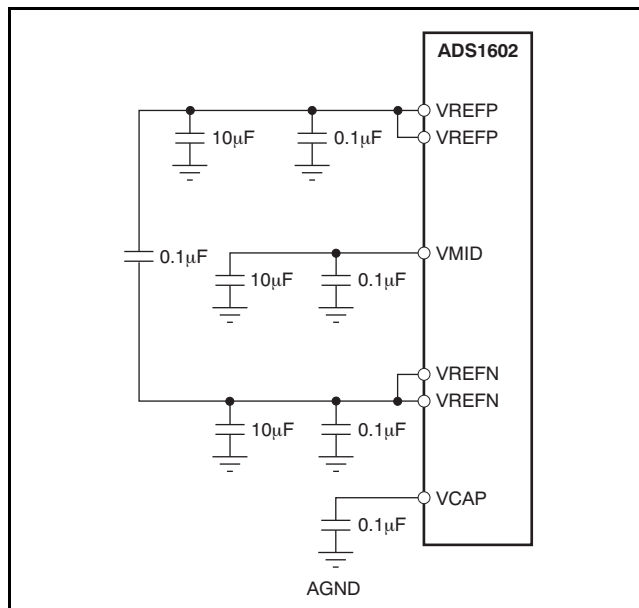 ADS1602
VREFP
10μF
0.1μF
VREFP
0.1μF
VMID
10μF
0.1μF
VREFN
VREFN
10μF
0.1μF
VCAP
0.1μF
AGND